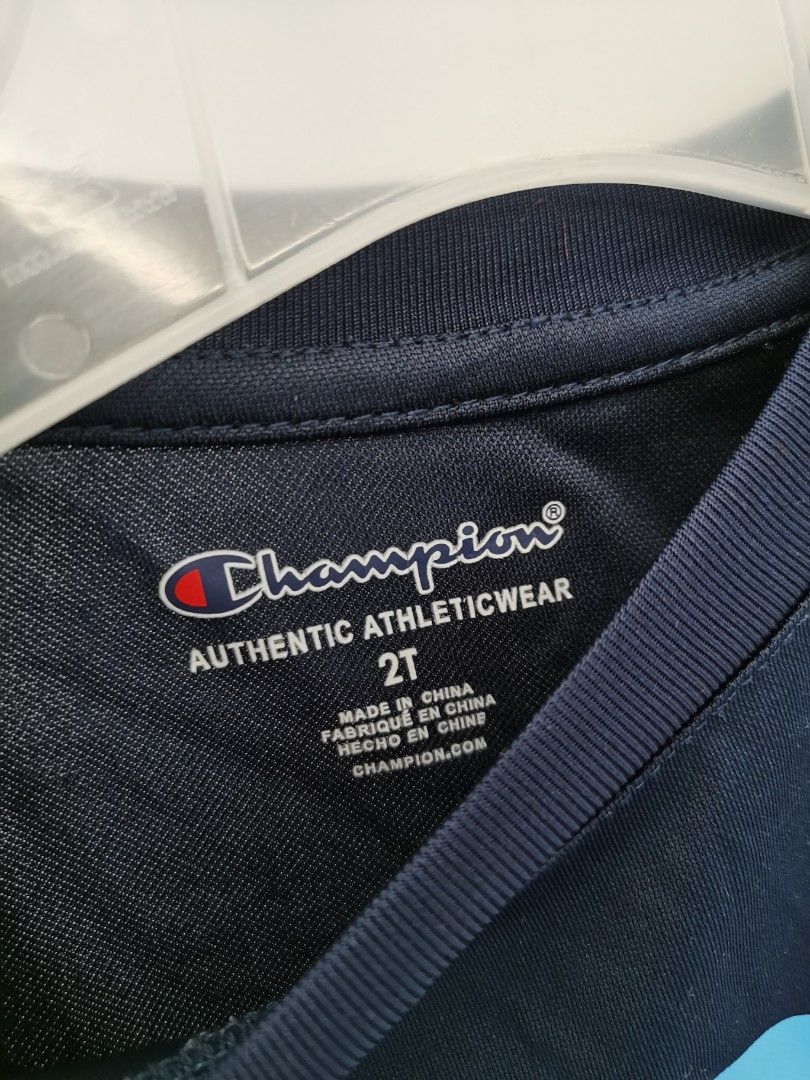 Champion®
AUTHENTIC ATHLETICWEAR
2T
MADE IN CHINA
FABRIQUÉ EN CHINA
HECHO EN CHINE
CHAMPION.COM